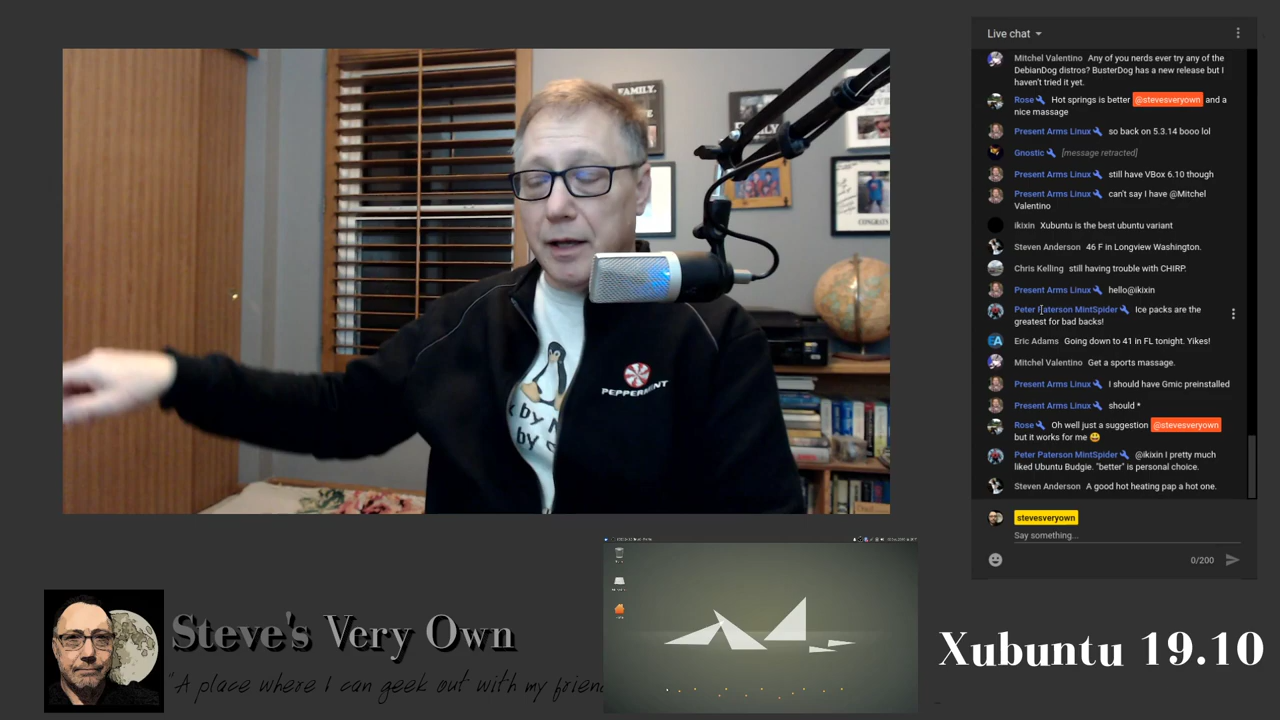 FAMILY.
CONGRATS
PEPPERMINT
Live chat
Mitchel Valentino Any of you nerds ever try any of the
DebianDog distros? BusterDog has a new release but I
haven't tried it yet.
Rose Hot springs is better @stevesveryown and a
nice massage
Present Arms Linux so back on 5.3.14 booo lol
Gnostic [message retracted]
Present Arms Linux still have VBox 6.10 though
Present Arms Linux can't say I have @Mitchel
Valentino
ikixin Xubuntu is the best ubuntu variant
Steven Anderson 46 F in Longview Washington.
Chris Kelling still having trouble with CHIRP.
Present Arms Linux hello@ikixin
Peter Paterson MintSpider Ice packs are the
greatest for bad backs!
Eric Adams Going down to 41 in FL tonight. Yikes!
Mitchel Valentino Get a sports massage.
Present Arms Linux I should have Gmic preinstalled
Present Arms Linux should *
Rose Oh well just a suggestion @stevesveryown
but it works for me 😃
Peter Paterson MintSpider @ikixin I pretty much
liked Ubuntu Budgie. "better" is personal choice.
Steven Anderson A good hot heating pap a hot one.
stevesveryown
Say something...
0/200
Steve's Very Own
"A place where I can geek out with my friend
Xubuntu 19.10